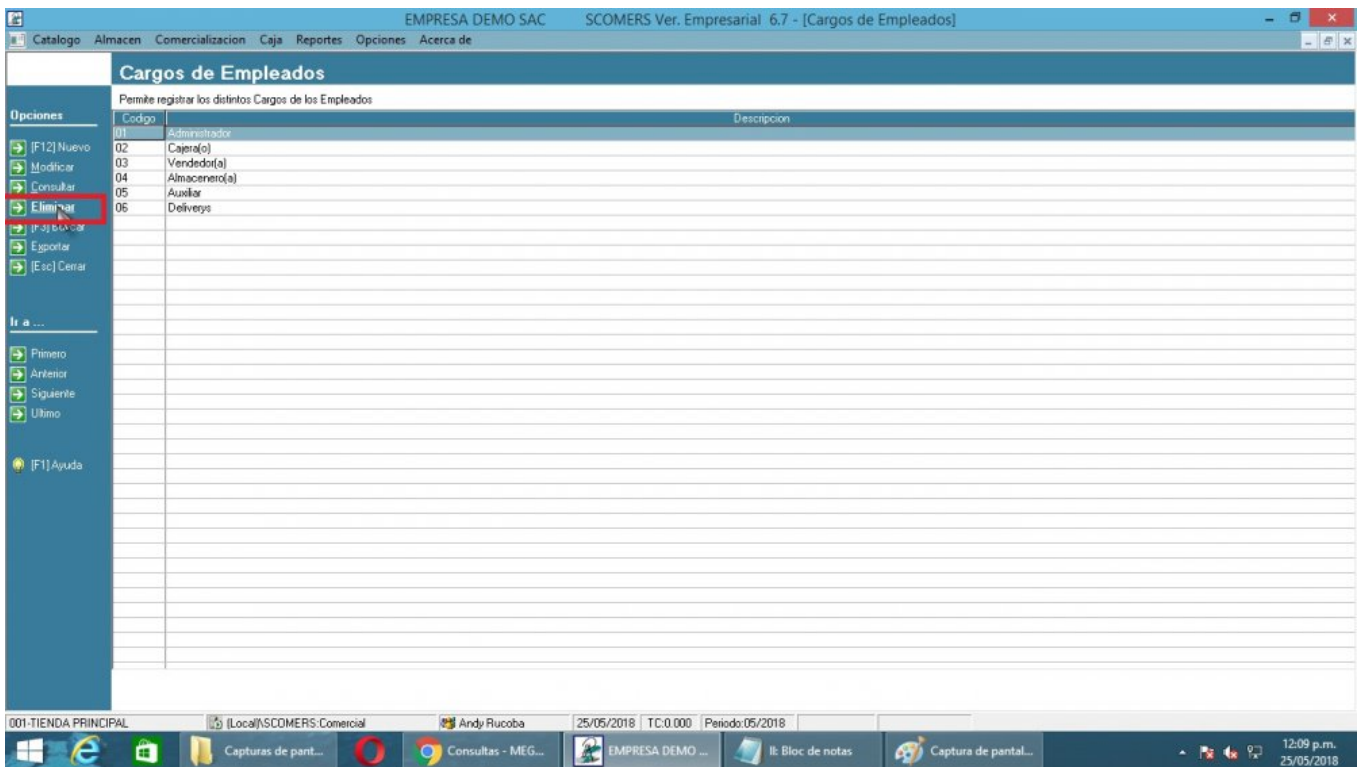 EMPRESA DEMO SAC SCOMERS Ver. Empresarial 6.7 - [Cargos de Empleados]
Catalogo Almacen Comercializacion Caja Reportes Opciones Acerca de
Cargos de Empleados
Permite registrar los distintos Cargos de los Empleados
Opciones
[F12] Nuevo
Modificar
Consultar
Eliminar
[F3] Buscar
Exportar
[Esc] Cerrar
Ir a ...
Primero
Anterior
Siguiente
Ultimo
[F1] Ayuda
Codigo Descripcion
01 Administrador
02 Cajera(o)
03 Vendedor(a)
04 Almacenero(a)
05 Auxiliar
06 Deliverys
001-TIENDA PRINCIPAL (Local)\SCOMERS:Comercial Andy Rucoba 25/05/2018 TC:0.000 Periodo:05/2018
Capturas de pant... Consultas - MEG... EMPRESA DEMO ... II: Bloc de notas Captura de pantal... 12:09 p.m.
25/05/2018